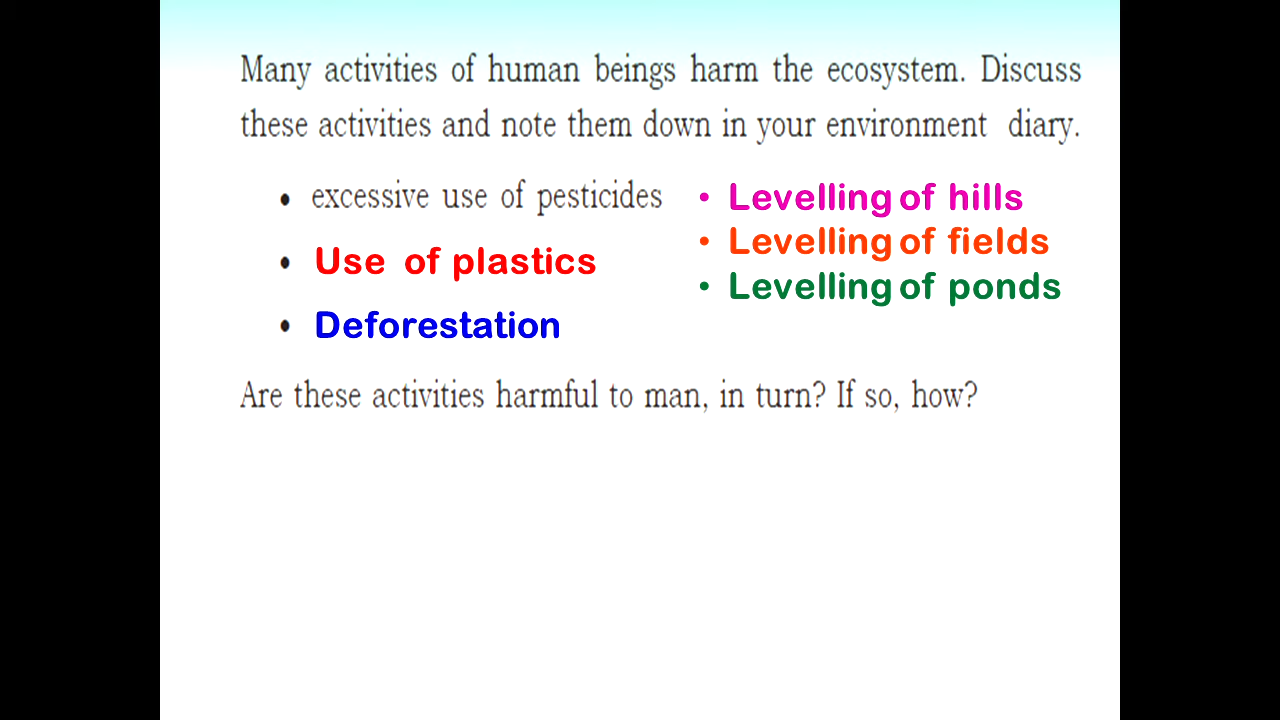 Many activities of human beings harm the ecosystem. Discuss
these activities and note them down in your environment diary.
• excessive use of pesticides
• Use of plastics
• Deforestation
• Levelling of hills
• Levelling of fields
• Levelling of ponds
Are these activities harmful to man, in turn? If so, how?